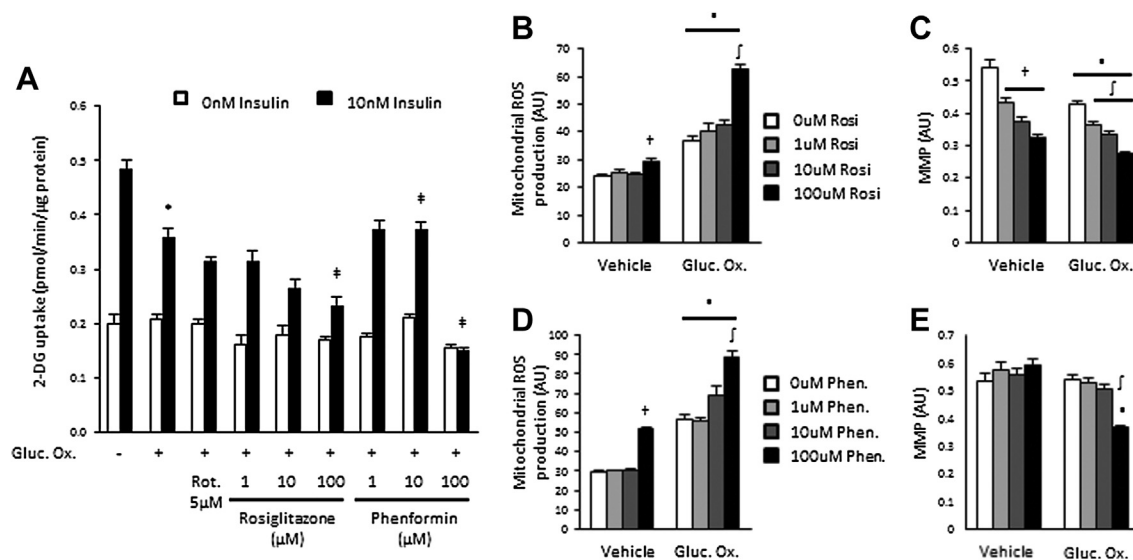 A
0nM Insulin 10nM Insulin
2-DG uptake (pmol/min/µg protein)
0.6
0.5
0.4
0.3
0.2
0.1
0
*
ǂ
ǂ
ǂ
Gluc. Ox. - + + + + + + + +
Rot. 1 10 100 1 10 100
5µM
Rosiglitazone Phenformin
(µM) (µM)
B
Mitochondrial ROS
production (AU)
70
60
50
40
30
20
10
0
+
*
∫
Vehicle Gluc. Ox.
0uM Rosi
1uM Rosi
10uM Rosi
100uM Rosi
C
MMP (AU)
0.6
0.5
0.4
0.3
0.2
0.1
0
+
*
∫
Vehicle Gluc. Ox.
D
Mitochondrial ROS
production (AU)
100
90
80
70
60
50
40
30
20
10
0
+
*
∫
Vehicle Gluc. Ox.
0uM Phen.
1uM Phen.
10uM Phen.
100uM Phen.
E
MMP (AU)
0.7
0.6
0.5
0.4
0.3
0.2
0.1
0
∫
*
Vehicle Gluc. Ox.